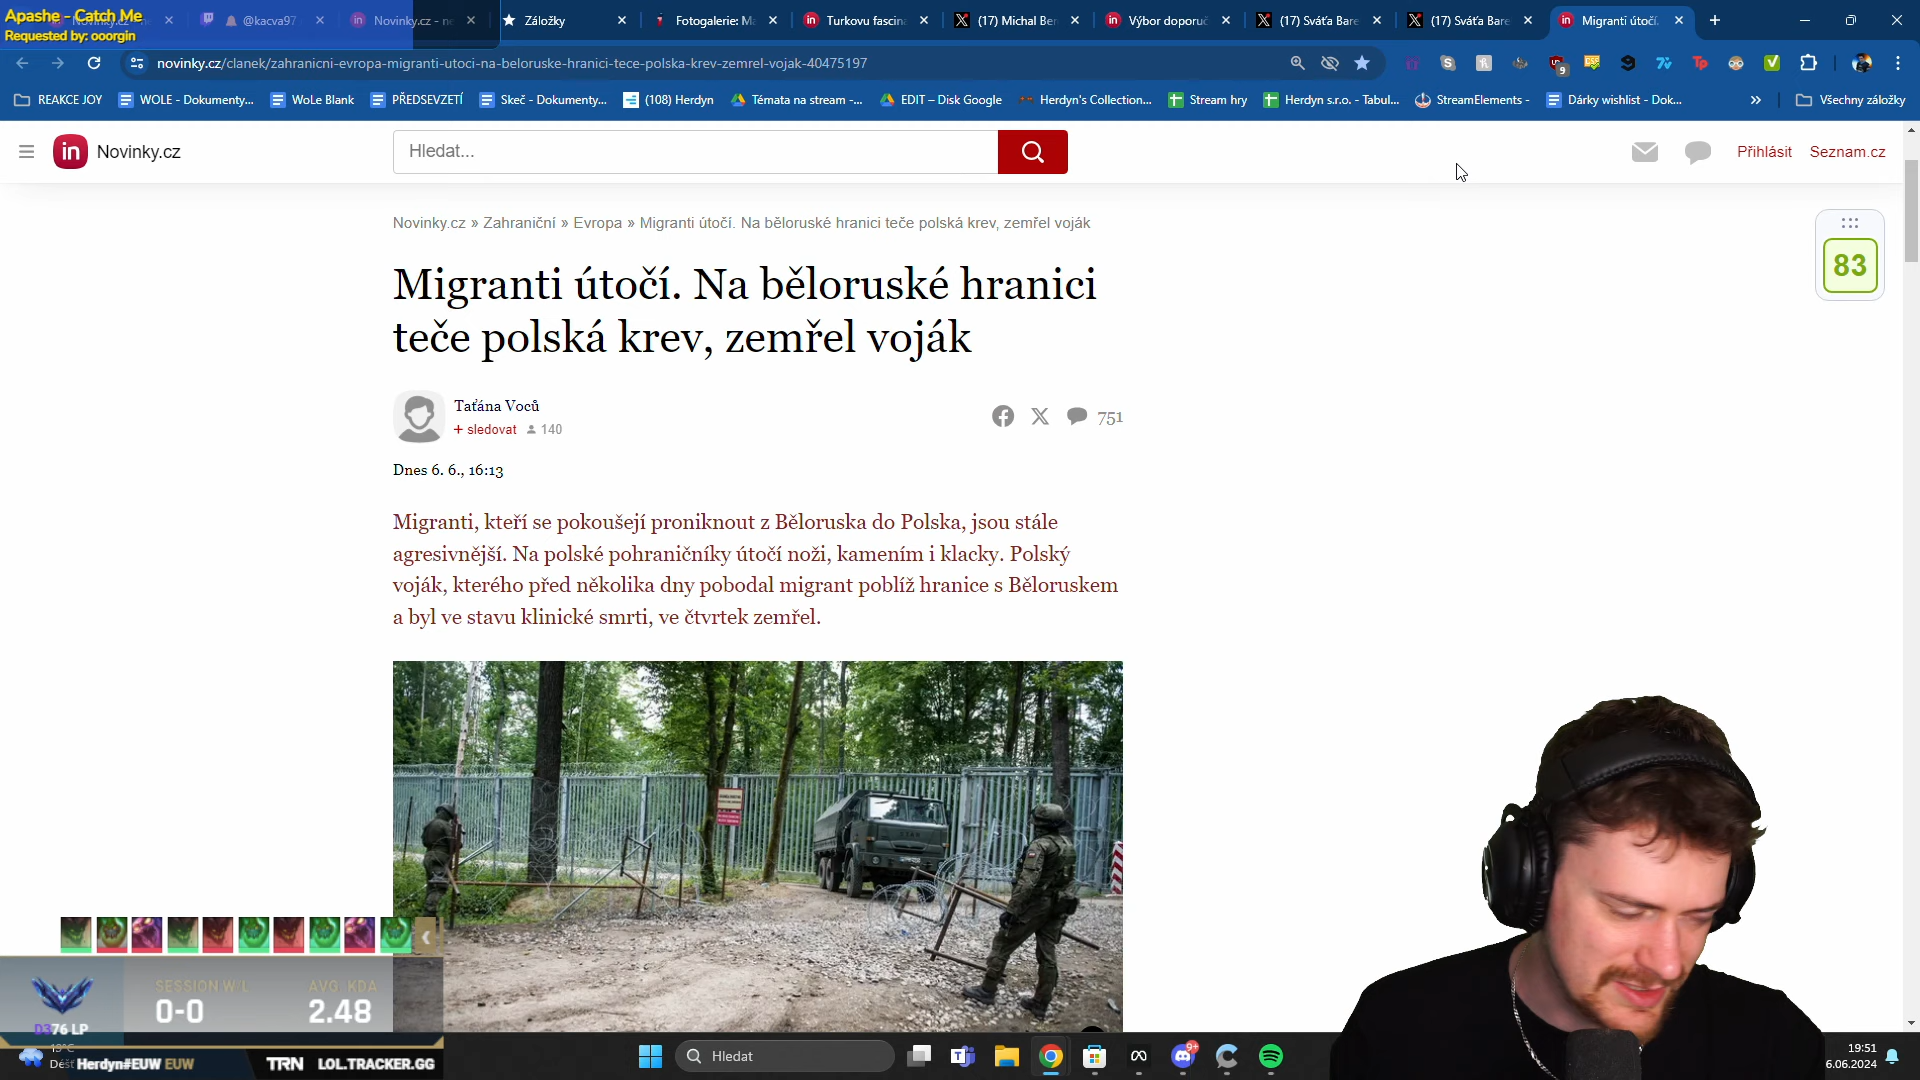 Apashe - Catch Me
Requested by: ooorgin
@kacva97
Novinky.cz - ne
Záložky
Fotogalerie: M
Turkovu fascin
(17) Michal Ber
Výbor doporuč
(17) Sváťa Bare
(17) Sváťa Bare
Migranti útočí.
novinky.cz/clanek/zahranicni-evropa-migranti-utoci-na-beloruske-hranici-tece-polska-krev-zemrel-vojak-40475197
REAKCE JOY
WOLE - Dokumenty...
WoLe Blank
PŘEDSEVZETÍ
Skeč - Dokumenty...
(108) Herdyn
Témata na stream -...
EDIT – Disk Google
Herdyn's Collection...
Stream hry
Herdyn s.r.o. - Tabul...
StreamElements -
Dárky wishlist - Dok...
»
Všechny záložky
in Novinky.cz
Hledat...
Přihlásit
Seznam.cz
Novinky.cz » Zahraniční » Evropa » Migranti útočí. Na běloruské hranici teče polská krev, zemřel voják
83
Migranti útočí. Na běloruské hranici
teče polská krev, zemřel voják
Taťána Voců
+ sledovat 140
751
Dnes 6. 6., 16:13
Migranti, kteří se pokoušejí proniknout z Běloruska do Polska, jsou stále
agresivnější. Na polské pohraničníky útočí noži, kamením i klacky. Polský
voják, kterého před několika dny pobodal migrant poblíž hranice s Běloruskem
a byl ve stavu klinické smrti, ve čtvrtek zemřel.
SESSION W/L
0-0
AVG. KDA
2.48
D3 76 LP
Herdyn#EUW EUW
TRN LOL.TRACKER.GG
Hledat
9+
19:51
6.06.2024